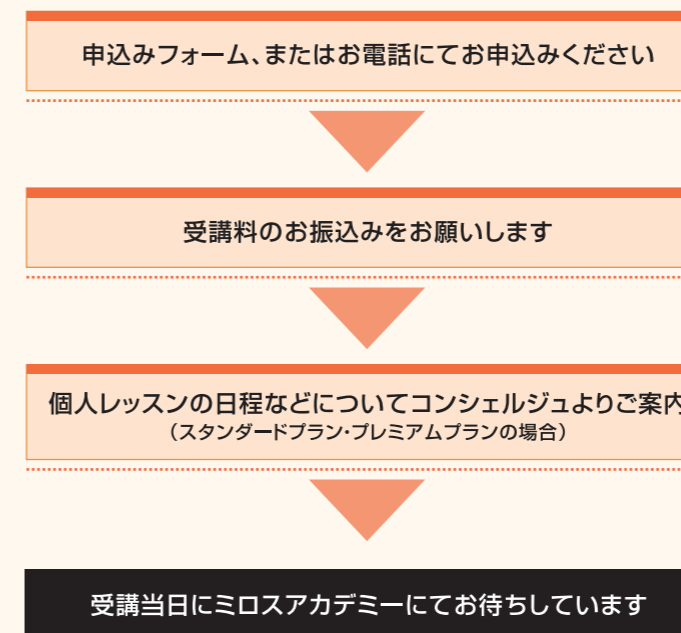 申込みフォーム、またはお電話にてお申込みください
受講料のお振込みをお願いします
個人レッスンの日程などについてコンシェルジュよりご案内
（スタンダードプラン・プレミアムプランの場合）
受講当日にミロスアカデミーにてお待ちしています